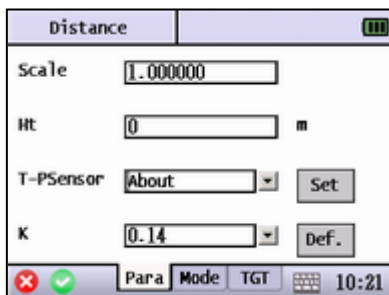 Distance
Scale 1.000000
Ht 0 m
T-PSensor About Set
K 0.14 Def.
Para Mode TGT 10:21